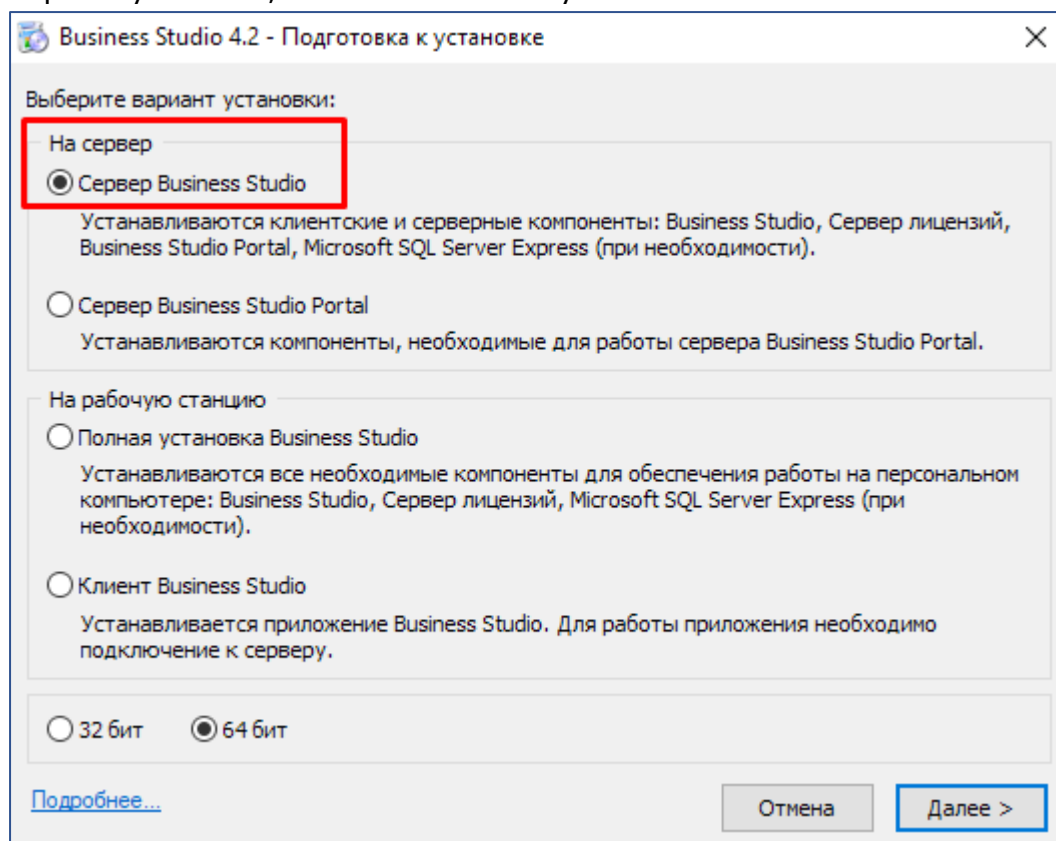 Business Studio 4.2 - Подготовка к установке
Выберите вариант установки:
На сервер
Сервер Business Studio
Устанавливаются клиентские и серверные компоненты: Business Studio, Сервер лицензий,
Business Studio Portal, Microsoft SQL Server Express (при необходимости).
Сервер Business Studio Portal
Устанавливаются компоненты, необходимые для работы сервера Business Studio Portal.
На рабочую станцию
Полная установка Business Studio
Устанавливаются все необходимые компоненты для обеспечения работы на персональном
компьютере: Business Studio, Сервер лицензий, Microsoft SQL Server Express (при
необходимости).
Клиент Business Studio
Устанавливается приложение Business Studio. Для работы приложения необходимо
подключение к серверу.
32 бит 64 бит
Подробнее...
Отмена Далее >